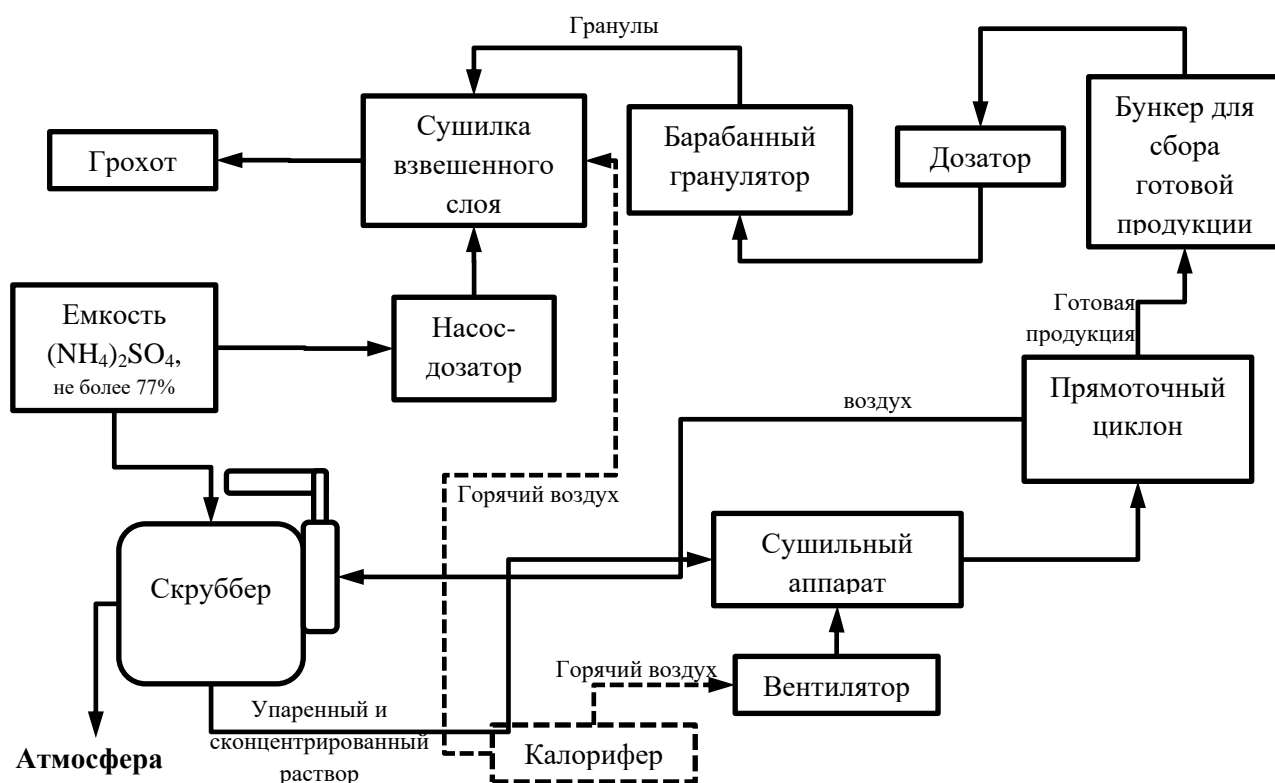 Гранулы
Сушилка
взвешенного
слоя
Грохот
Барабанный
гранулятор
Дозатор
Бункер для
сбора
готовой
продукции
Емкость
(NH₄)₂SO₄,
не более 77%
Насос-
дозатор
Готовая
продукция
Прямоточный
циклон
воздух
Горячий воздух
Скруббер
Сушильный
аппарат
Горячий воздух
Вентилятор
Упаренный и
сконцентрированный
раствор
Калорифер
Атмосфера